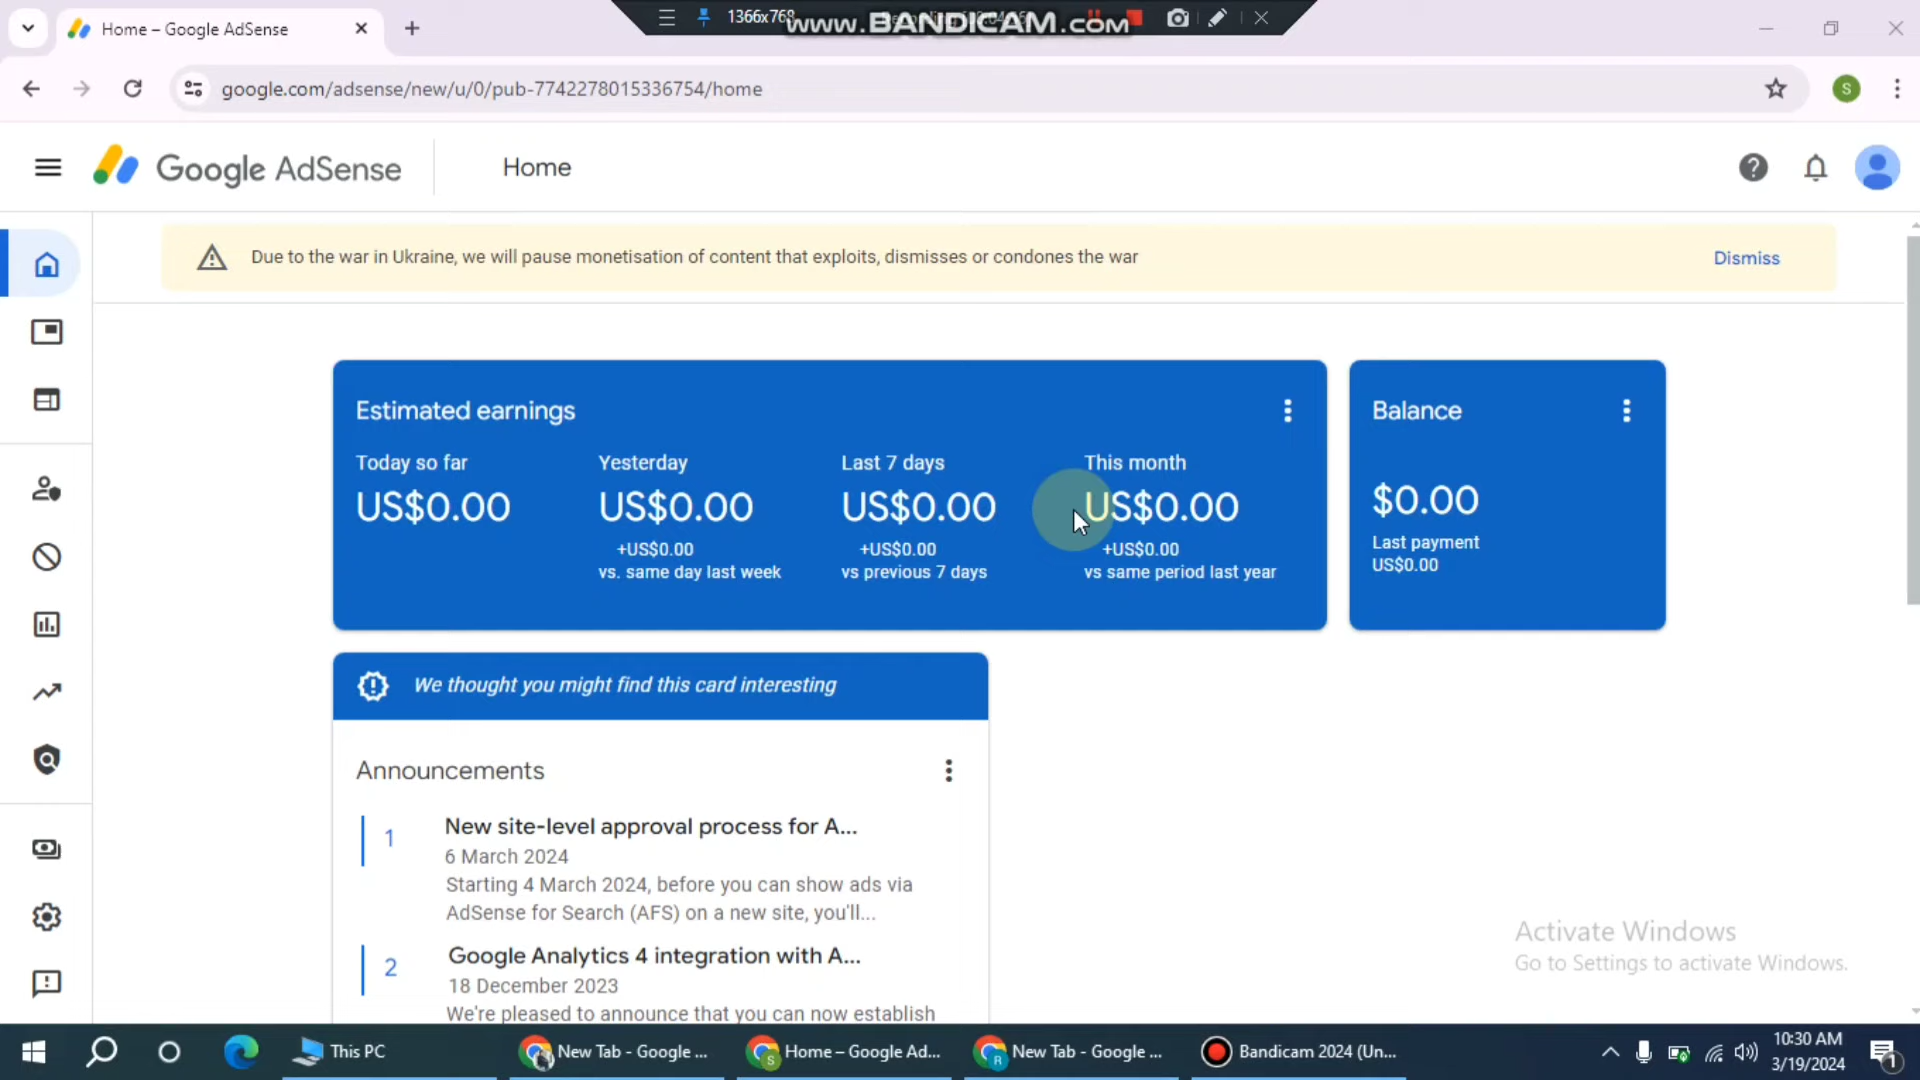 Home – Google AdSense
1366x768
www.BANDICAM.com
google.com/adsense/new/u/0/pub-7742278015336754/home
S
Google AdSense
Home
Due to the war in Ukraine, we will pause monetisation of content that exploits, dismisses or condones the war
Dismiss
Estimated earnings
Today so far
US$0.00
Yesterday
US$0.00
+US$0.00
vs. same day last week
Last 7 days
US$0.00
+US$0.00
vs previous 7 days
This month
US$0.00
+US$0.00
vs same period last year
Balance
$0.00
Last payment
US$0.00
We thought you might find this card interesting
Announcements
1
New site-level approval process for A...
6 March 2024
Starting 4 March 2024, before you can show ads via
AdSense for Search (AFS) on a new site, you'll...
2
Google Analytics 4 integration with A...
18 December 2023
We're pleased to announce that you can now establish
Activate Windows
Go to Settings to activate Windows.
This PC
New Tab - Google ...
S
Home – Google Ad...
R
New Tab - Google ...
Bandicam 2024 (Un...
10:30 AM
3/19/2024
1